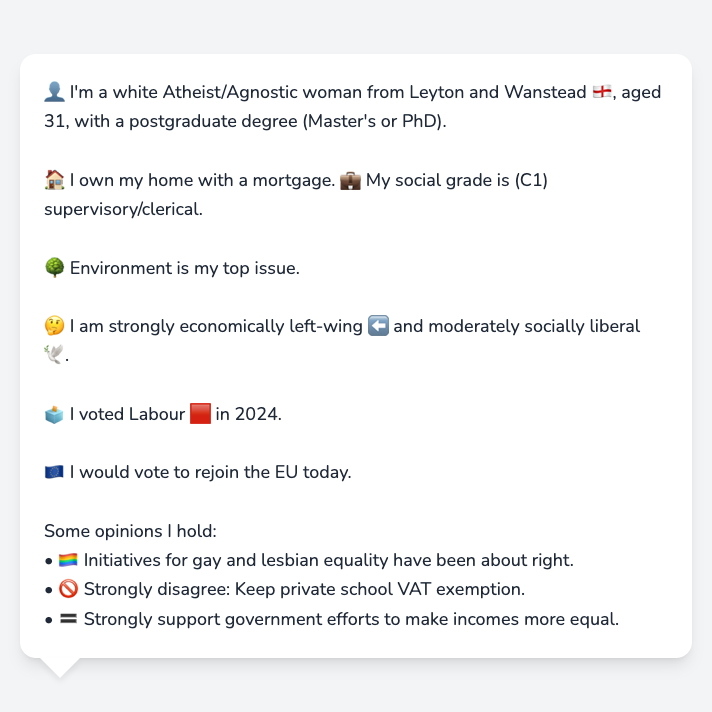 👤 I'm a white Atheist/Agnostic woman from Leyton and Wanstead 🏴󠁧󠁢󠁥󠁮󠁧󠁿, aged
31, with a postgraduate degree (Master's or PhD).
🏠 I own my home with a mortgage. 💼 My social grade is (C1)
supervisory/clerical.
🌳 Environment is my top issue.
🤔 I am strongly economically left-wing ⬅️ and moderately socially liberal
🕊️.
🗳️ I voted Labour 🟥 in 2024.
🇪🇺 I would vote to rejoin the EU today.
Some opinions I hold:
• 🏳️‍🌈 Initiatives for gay and lesbian equality have been about right.
• 🚫 Strongly disagree: Keep private school VAT exemption.
• 🟰 Strongly support government efforts to make incomes more equal.